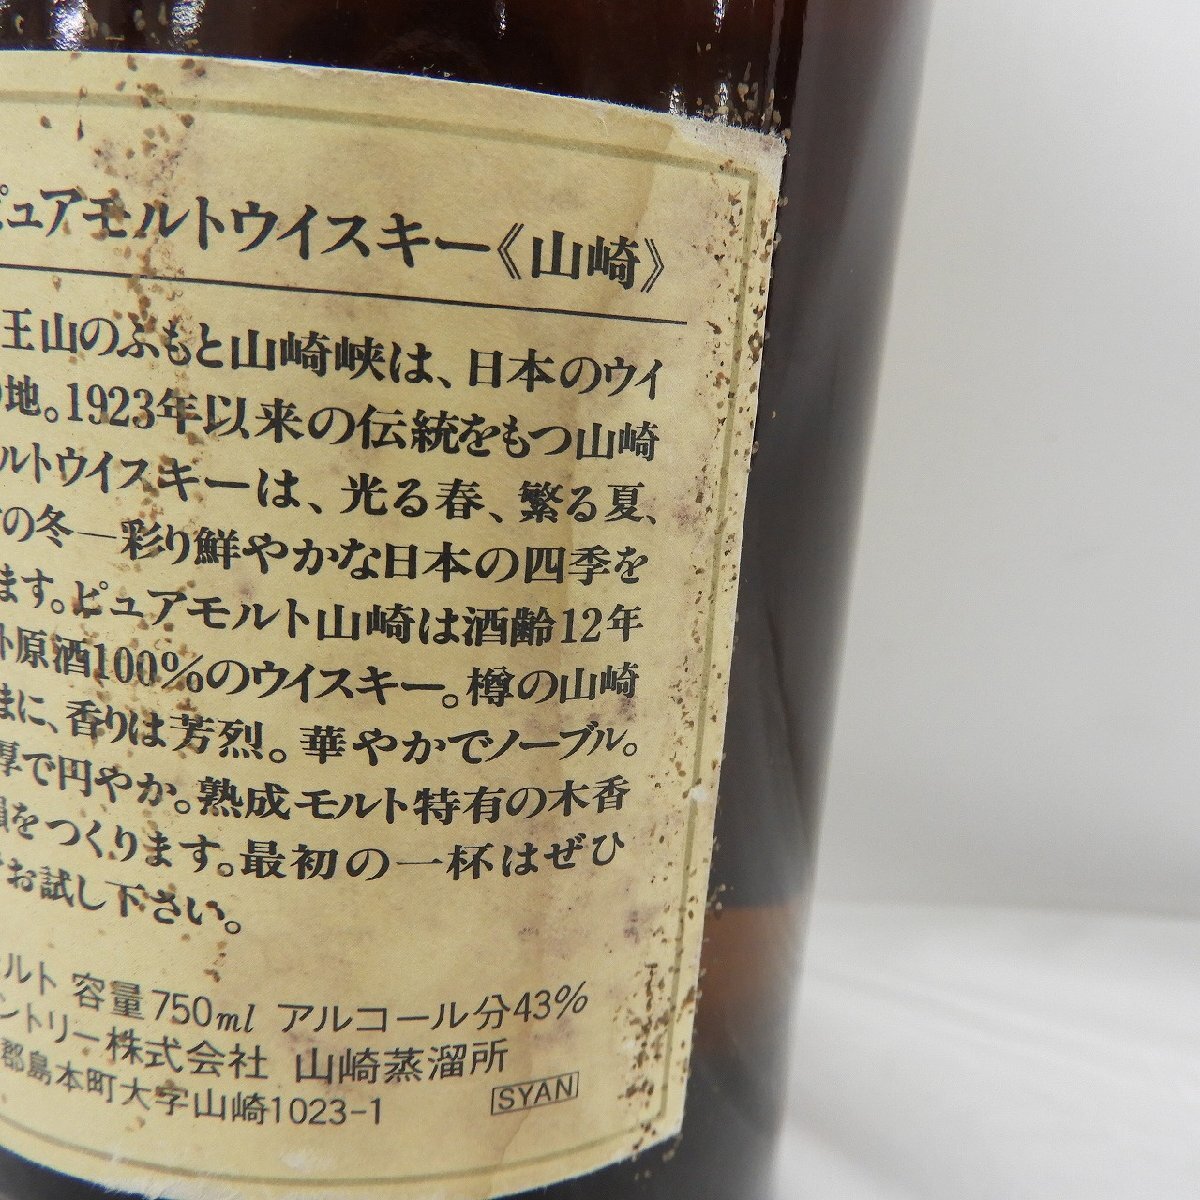 ピュアモルトウイスキー《山崎》
王山のふもと山崎峡は、日本のウイ
の地。1923年以来の伝統をもつ山崎
ルトウイスキーは、光る春、繁る夏、
の冬―彩り鮮やかな日本の四季を
ます。ピュアモルト山崎は酒齢12年
ト原酒100%のウイスキー。樽の山崎
まに、香りは芳烈。華やかでノーブル。
厚で円やか。熟成モルト特有の木香
韻をつくります。最初の一杯はぜひ
お試し下さい。
ルト 容量750ml アルコール分43%
ントリー株式会社 山崎蒸溜所
郡島本町大字山崎1023-1
SYAN